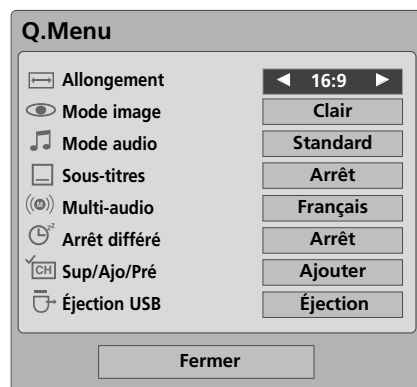 Q.Menu
Allongement ◄ 16:9 ►
Mode image Clair
Mode audio Standard
Sous-titres Arrêt
Multi-audio Français
Arrêt différé Arrêt
CH Sup/Ajo/Pré Ajouter
Éjection USB Éjection
Fermer